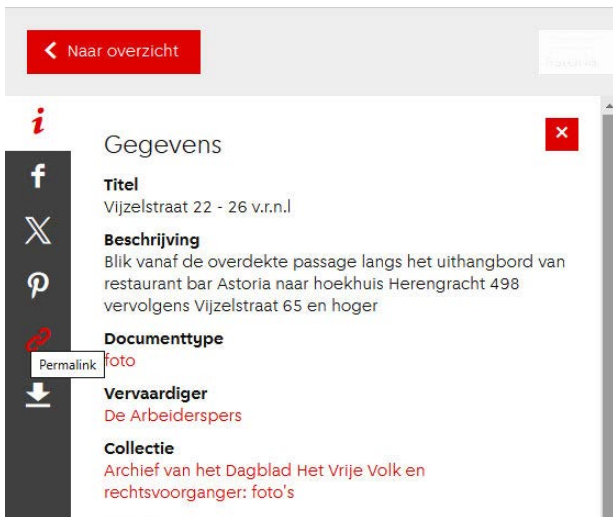 Naar overzicht
Gegevens
Titel
Vijzelstraat 22 - 26 v.r.n.l
Beschrijving
Blik vanaf de overdekte passage langs het uithangbord van
restaurant bar Astoria naar hoekhuis Herengracht 498
vervolgens Vijzelstraat 65 en hoger
Documenttype
foto
Permalink
Vervaardiger
De Arbeiderspers
Collectie
Archief van het Dagblad Het Vrije Volk en
rechtsvoorganger: foto's